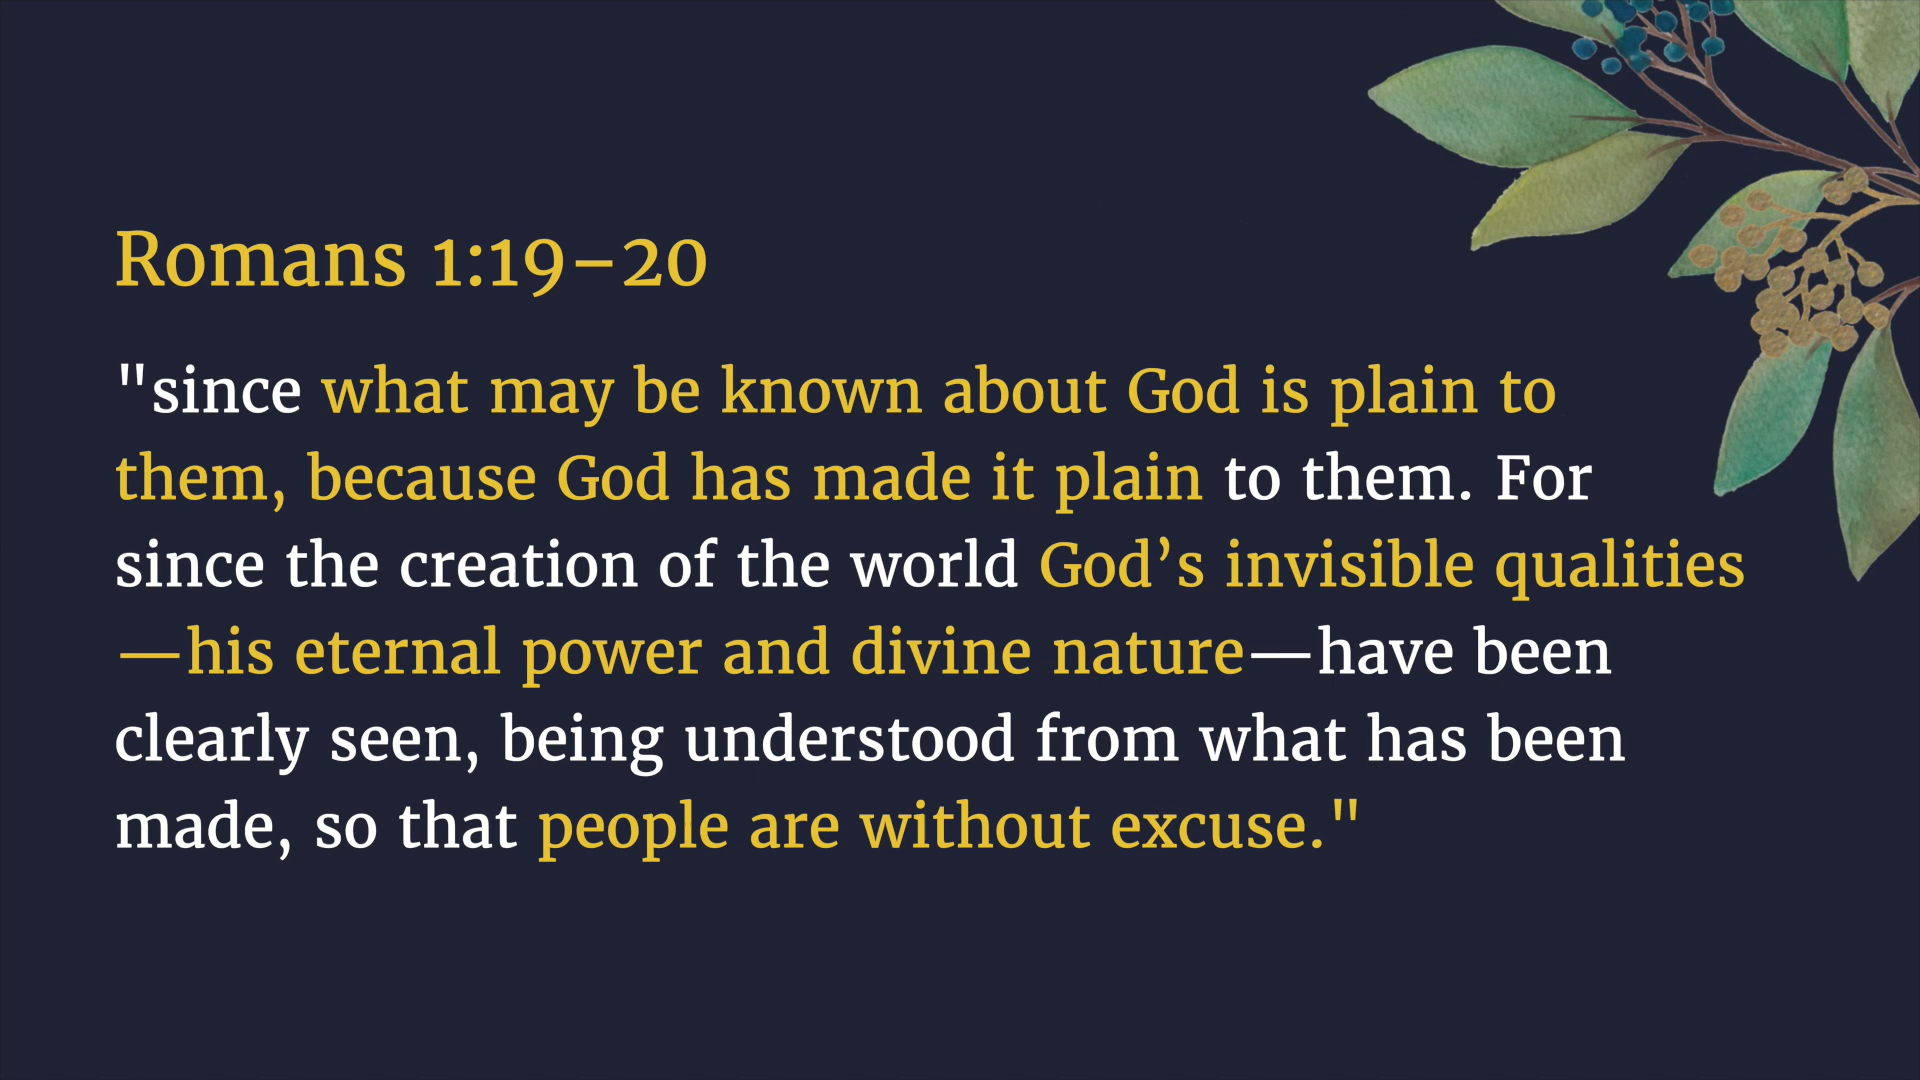 Romans 1:19–20
"since what may be known about God is plain to
them, because God has made it plain to them. For
since the creation of the world God’s invisible qualities
—his eternal power and divine nature—have been
clearly seen, being understood from what has been
made, so that people are without excuse."